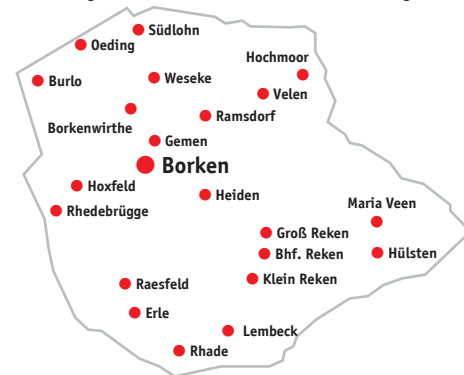 Südlohn
Oeding
Hochmoor
Burlo
Weseke
Velen
Borkenwirthe
Ramsdorf
Gemen
Borken
Hoxfeld
Heiden
Maria Veen
Rhedebrügge
Groß Reken
Bhf. Reken
Hülsten
Raesfeld
Klein Reken
Erle
Lembeck
Rhade